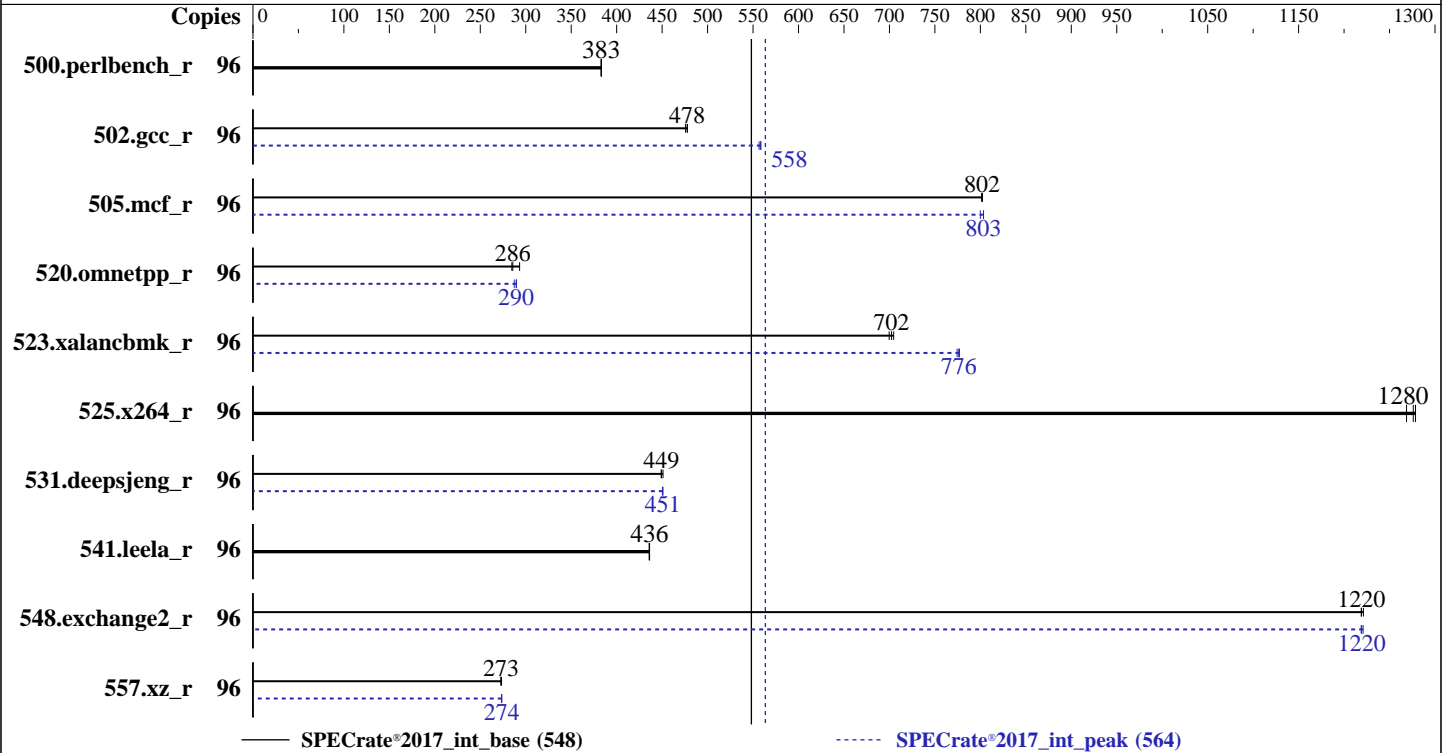 Copies 0 100 150 200 250 300 350 400 450 500 550 600 650 700 750 800 850 900 950 1050 1150 1300
383
500.perlbench_r 96
478
502.gcc_r 96
558
802
505.mcf_r 96
803
286
520.omnetpp_r 96
290
702
523.xalancbmk_r 96
776
1280
525.x264_r 96
449
531.deepsjeng_r 96
451
436
541.leela_r 96
1220
548.exchange2_r 96
1220
273
557.xz_r 96
274
SPECrate®2017_int_base (548) SPECrate®2017_int_peak (564)